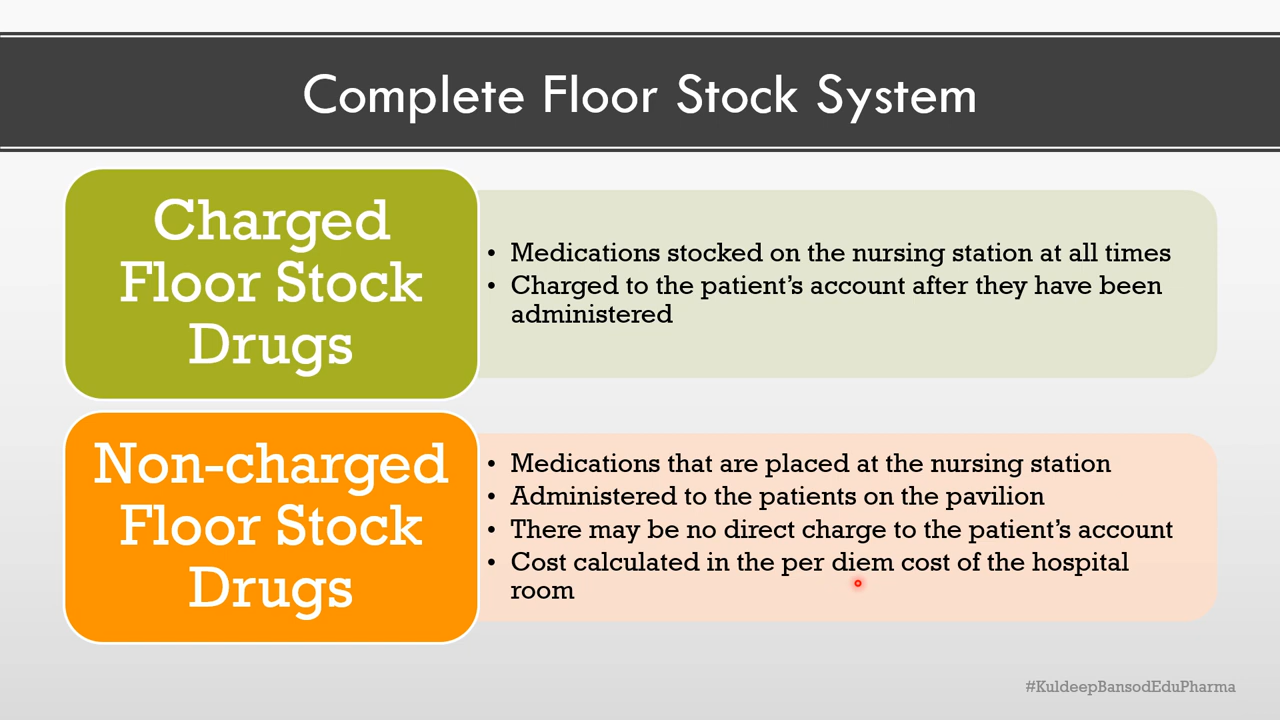 Complete Floor Stock System
Charged
Floor Stock
Drugs
• Medications stocked on the nursing station at all times
• Charged to the patient’s account after they have been
administered
Non-charged
Floor Stock
Drugs
• Medications that are placed at the nursing station
• Administered to the patients on the pavilion
• There may be no direct charge to the patient’s account
• Cost calculated in the per diem cost of the hospital
room
#KuldeepBansodEduPharma